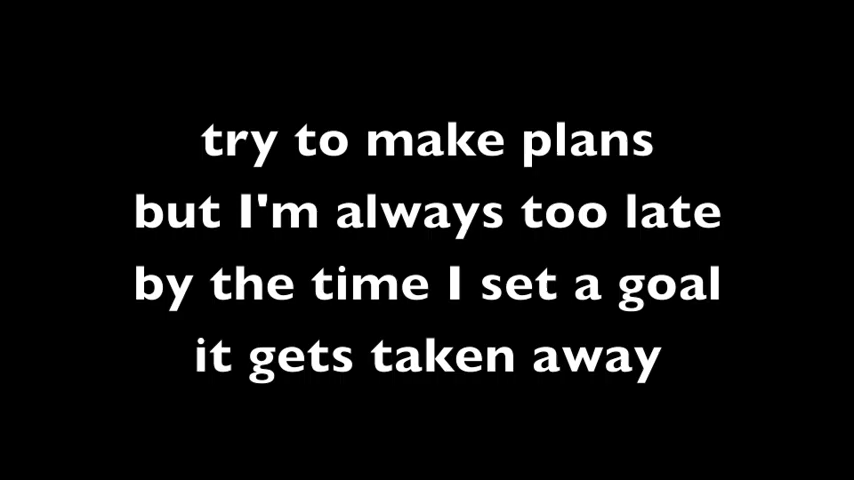 try to make plans
but I'm always too late
by the time I set a goal
it gets taken away